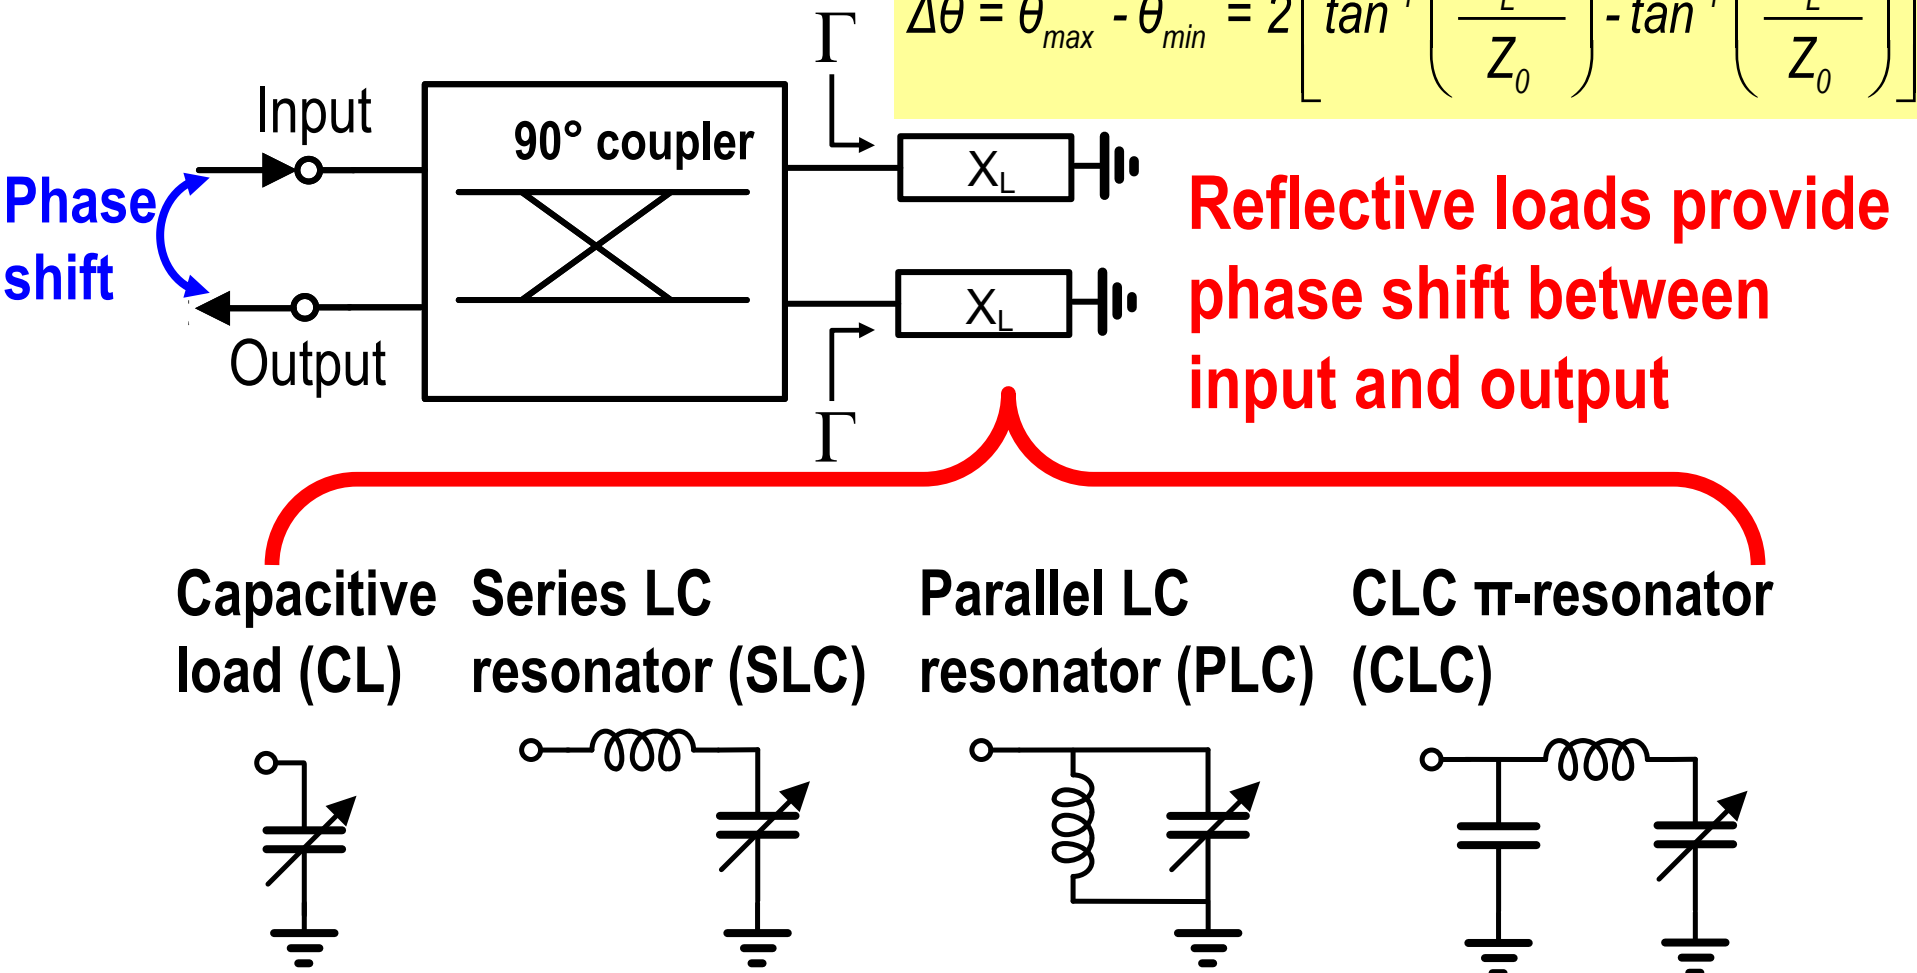 Γ
Δθ = θmax - θmin = 2[tan ( L / Z0 ) - tan ( L / Z0 )]
Input
90° coupler
XL
Phase
shift
Reflective loads provide
phase shift between
input and output
XL
Output
Γ
Capacitive
load (CL)
Series LC
resonator (SLC)
Parallel LC
resonator (PLC)
CLC π-resonator
(CLC)